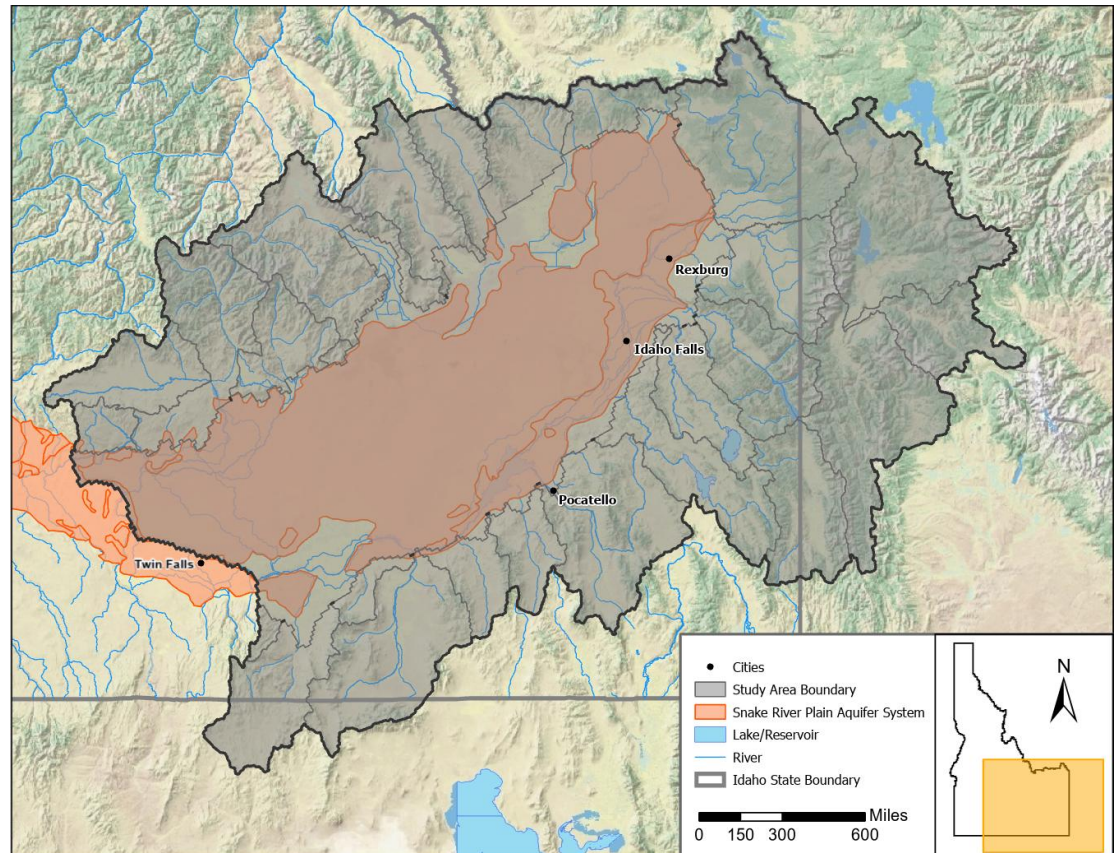 Rexburg
Idaho Falls
Pocatello
Twin Falls
Cities
Study Area Boundary
Snake River Plain Aquifer System
Lake/Reservoir
River
Idaho State Boundary
Miles
0 150 300 600
N